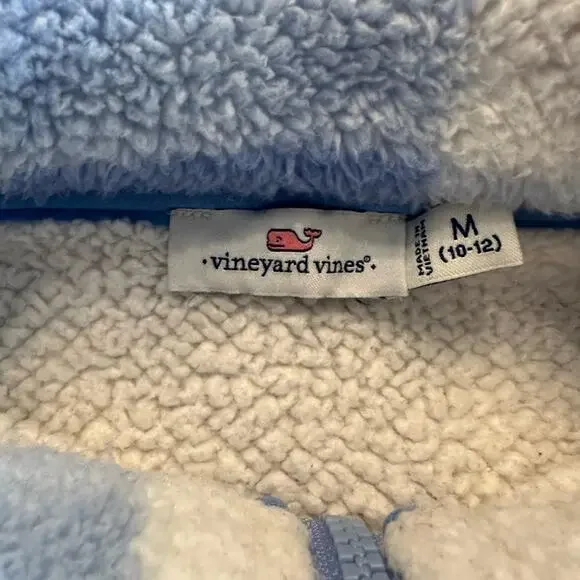 ·vineyard vines®·
M
(10-12)
MADE IN
VIETNAM